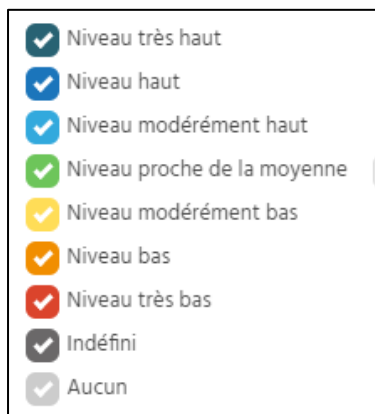 Niveau très haut
Niveau haut
Niveau modérément haut
Niveau proche de la moyenne
Niveau modérément bas
Niveau bas
Niveau très bas
Indéfini
Aucun